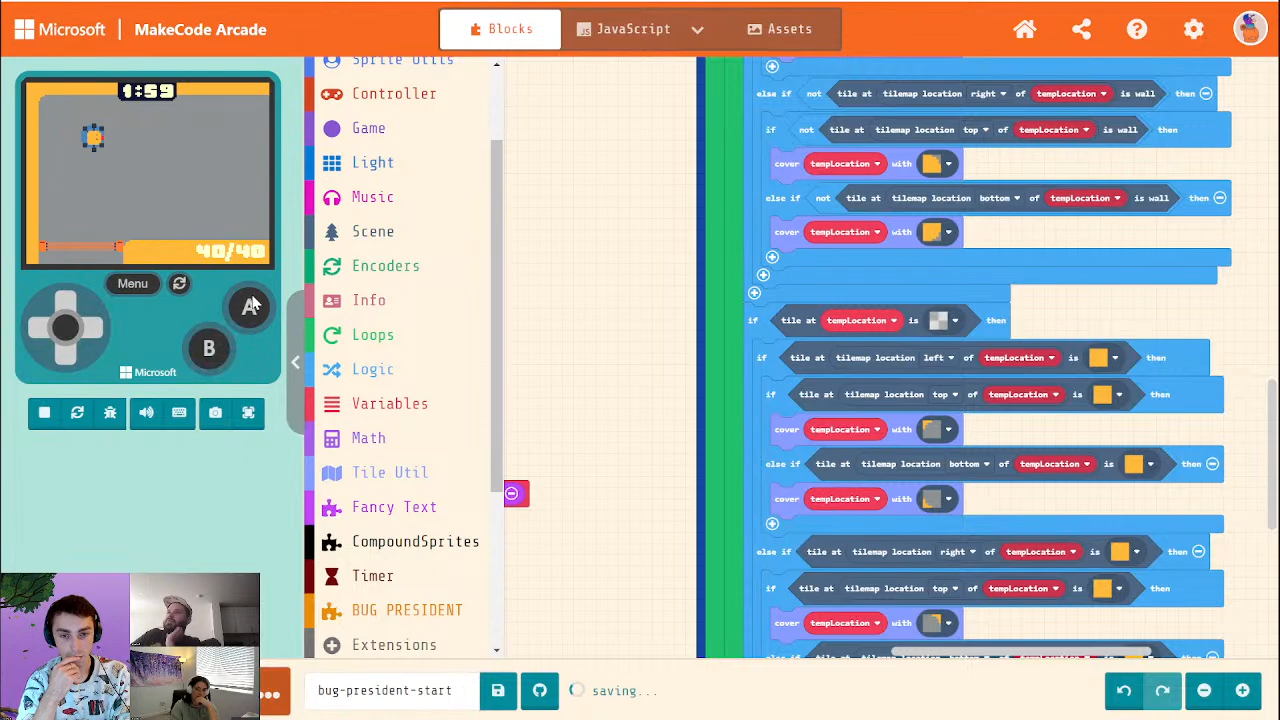 Microsoft
MakeCode Arcade
Blocks
JavaScript
Assets
1:59
40/40
Menu
A
B
Microsoft
Sprite Utils
Controller
Game
Light
Music
Scene
Encoders
Info
Loops
Logic
Variables
Math
Tile Util
Fancy Text
CompoundSprites
Timer
BUG PRESIDENT
Extensions
else if not tile at tilemap location right of tempLocation is wall then
if not tile at tilemap location top of tempLocation is wall then
cover tempLocation with
else if not tile at tilemap location bottom of tempLocation is wall then
cover tempLocation with
if tile at tempLocation is then
if tile at tilemap location left of tempLocation is then
if tile at tilemap location top of tempLocation is then
cover tempLocation with
else if tile at tilemap location bottom of tempLocation is then
cover tempLocation with
else if tile at tilemap location right of tempLocation is then
if tile at tilemap location top of tempLocation is then
cover tempLocation with
bug-president-start
saving...